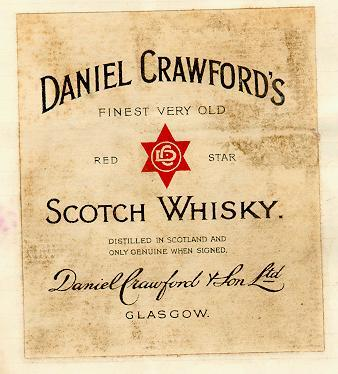 DANIEL CRAWFORD'S
FINEST VERY OLD
RED STAR
SCOTCH WHISKY.
DISTILLED IN SCOTLAND AND
ONLY GENUINE WHEN SIGNED.
Daniel Crawford & Son Ltd
GLASGOW.